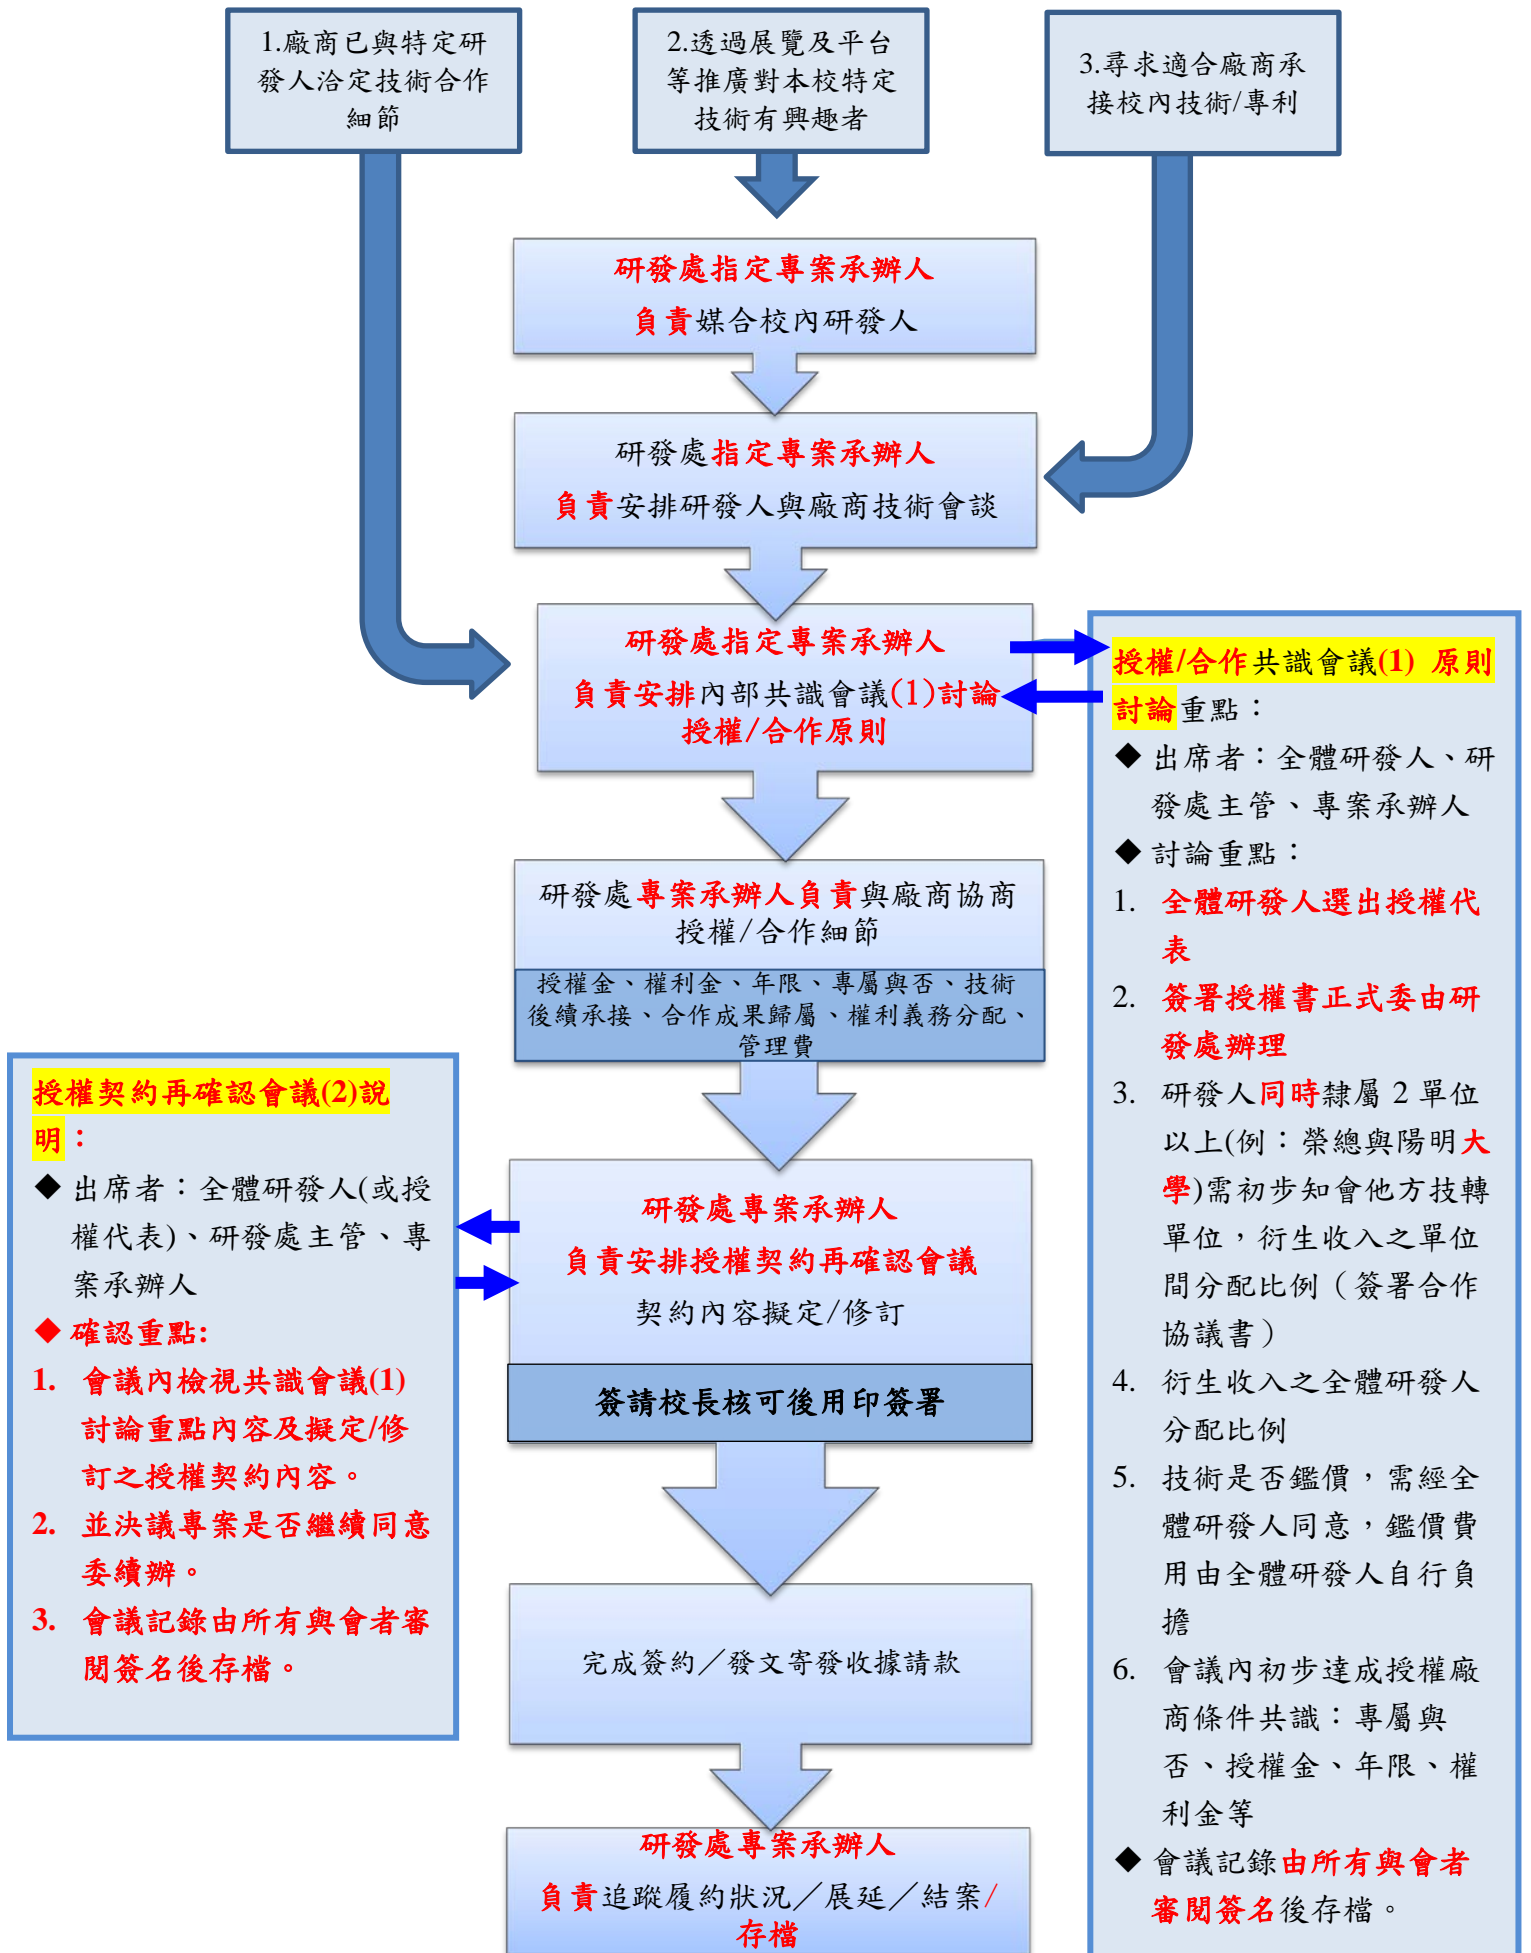 1.廠商已與特定研
發人洽定技術合作
細節
2.透過展覽及平台
等推廣對本校特定
技術有興趣者
3.尋求適合廠商承
接校內技術/專利
研發處指定專案承辦人
負責媒合校內研發人
研發處指定專案承辦人
負責安排研發人與廠商技術會談
研發處指定專案承辦人
負責安排內部共識會議(1)討論
授權/合作原則
授權/合作共識會議(1) 原則
討論重點：
◆ 出席者：全體研發人、研
發處主管、專案承辦人
◆ 討論重點：
1. 全體研發人選出授權代
表
2. 簽署授權書正式委由研
發處辦理
3. 研發人同時隸屬 2 單位
以上(例：榮總與陽明大
學)需初步知會他方技轉
單位，衍生收入之單位
間分配比例（簽署合作
協議書）
4. 衍生收入之全體研發人
分配比例
5. 技術是否鑑價，需經全
體研發人同意，鑑價費
用由全體研發人自行負
擔
6. 會議內初步達成授權廠
商條件共識：專屬與
否、授權金、年限、權
利金等
◆ 會議記錄由所有與會者
審閱簽名後存檔。
研發處專案承辦人負責與廠商協商
授權/合作細節
授權金、權利金、年限、專屬與否、技術
後續承接、合作成果歸屬、權利義務分配、
管理費
授權契約再確認會議(2)說
明：
◆ 出席者：全體研發人(或授
權代表)、研發處主管、專
案承辦人
◆ 確認重點:
1. 會議內檢視共識會議(1)
討論重點內容及擬定/修
訂之授權契約內容。
2. 並決議專案是否繼續同意
委續辦。
3. 會議記錄由所有與會者審
閱簽名後存檔。
研發處專案承辦人
負責安排授權契約再確認會議
契約內容擬定/修訂
簽請校長核可後用印簽署
完成簽約／發文寄發收據請款
研發處專案承辦人
負責追蹤履約狀況／展延／結案/
存檔